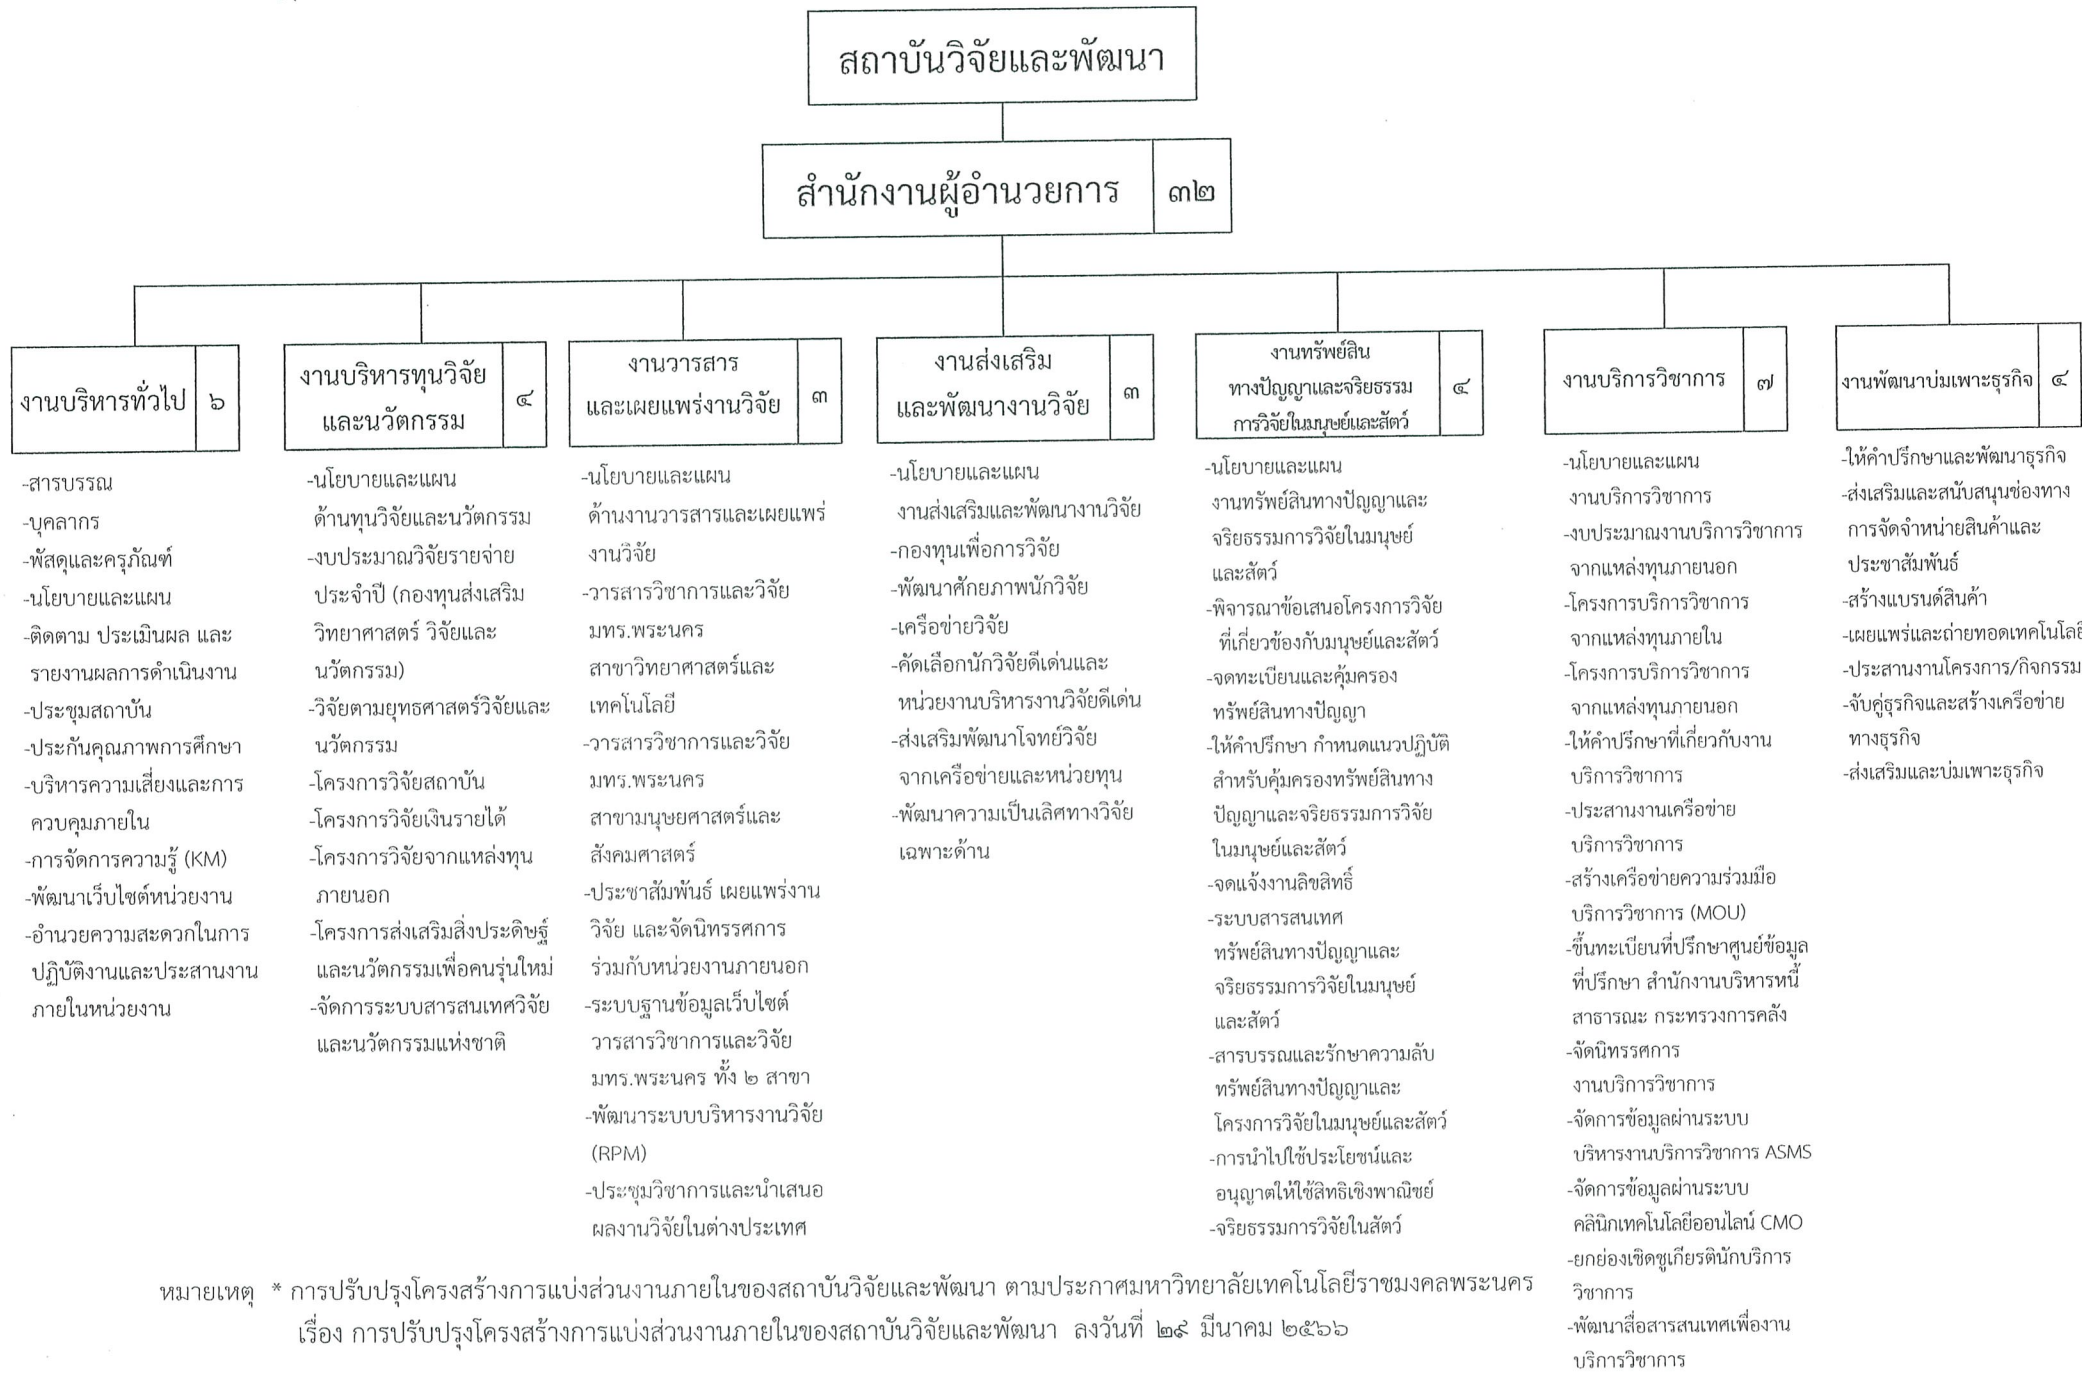 สถาบันวิจัยและพัฒนา
สำนักงานผู้อำนวยการ ๓๒
งานบริหารทั่วไป ๖
-สารบรรณ
-บุคลากร
-พัสดุและครุภัณฑ์
-นโยบายและแผน
-ติดตาม ประเมินผล และ
รายงานผลการดำเนินงาน
-ประชุมสถาบัน
-ประกันคุณภาพการศึกษา
-บริหารความเสี่ยงและการ
ควบคุมภายใน
-การจัดการความรู้ (KM)
-พัฒนาเว็บไซต์หน่วยงาน
-อำนวยความสะดวกในการ
ปฏิบัติงานและประสานงาน
ภายในหน่วยงาน
งานบริหารทุนวิจัย
และนวัตกรรม ๔
-นโยบายและแผน
ด้านทุนวิจัยและนวัตกรรม
-งบประมาณวิจัยรายจ่าย
ประจำปี (กองทุนส่งเสริม
วิทยาศาสตร์ วิจัยและ
นวัตกรรม)
-วิจัยตามยุทธศาสตร์วิจัยและ
นวัตกรรม
-โครงการวิจัยสถาบัน
-โครงการวิจัยเงินรายได้
-โครงการวิจัยจากแหล่งทุน
ภายนอก
-โครงการส่งเสริมสิ่งประดิษฐ์
และนวัตกรรมเพื่อคนรุ่นใหม่
-จัดการระบบสารสนเทศวิจัย
และนวัตกรรมแห่งชาติ
งานวารสาร
และเผยแพร่งานวิจัย ๓
-นโยบายและแผน
ด้านงานวารสารและเผยแพร่
งานวิจัย
-วารสารวิชาการและวิจัย
มทร.พระนคร
สาขาวิทยาศาสตร์และ
เทคโนโลยี
-วารสารวิชาการและวิจัย
มทร.พระนคร
สาขามนุษยศาสตร์และ
สังคมศาสตร์
-ประชาสัมพันธ์ เผยแพร่งาน
วิจัย และจัดนิทรรศการ
ร่วมกับหน่วยงานภายนอก
-ระบบฐานข้อมูลเว็บไซต์
วารสารวิชาการและวิจัย
มทร.พระนคร ทั้ง ๒ สาขา
-พัฒนาระบบบริหารงานวิจัย
(RPM)
-ประชุมวิชาการและนำเสนอ
ผลงานวิจัยในต่างประเทศ
งานส่งเสริม
และพัฒนางานวิจัย ๓
-นโยบายและแผน
งานส่งเสริมและพัฒนางานวิจัย
-กองทุนเพื่อการวิจัย
-พัฒนาศักยภาพนักวิจัย
-เครือข่ายวิจัย
-คัดเลือกนักวิจัยดีเด่นและ
หน่วยงานบริหารงานวิจัยดีเด่น
-ส่งเสริมพัฒนาโจทย์วิจัย
จากเครือข่ายและหน่วยทุน
-พัฒนาความเป็นเลิศทางวิจัย
เฉพาะด้าน
งานทรัพย์สิน
ทางปัญญาและจริยธรรม ๔
การวิจัยในมนุษย์และสัตว์
-นโยบายและแผน
งานทรัพย์สินทางปัญญาและ
จริยธรรมการวิจัยในมนุษย์
และสัตว์
-พิจารณาข้อเสนอโครงการวิจัย
ที่เกี่ยวข้องกับมนุษย์และสัตว์
-จดทะเบียนและคุ้มครอง
ทรัพย์สินทางปัญญา
-ให้คำปรึกษา กำหนดแนวปฏิบัติ
สำหรับคุ้มครองทรัพย์สินทาง
ปัญญาและจริยธรรมการวิจัย
ในมนุษย์และสัตว์
-จดแจ้งงานลิขสิทธิ์
-ระบบสารสนเทศ
ทรัพย์สินทางปัญญาและ
จริยธรรมการวิจัยในมนุษย์
และสัตว์
-สารบรรณและรักษาความลับ
ทรัพย์สินทางปัญญาและ
โครงการวิจัยในมนุษย์และสัตว์
-การนำไปใช้ประโยชน์และ
อนุญาตให้ใช้สิทธิเชิงพาณิชย์
-จริยธรรมการวิจัยในสัตว์
งานบริการวิชาการ ๗
-นโยบายและแผน
งานบริการวิชาการ
-งบประมาณงานบริการวิชาการ
จากแหล่งทุนภายนอก
-โครงการบริการวิชาการ
จากแหล่งทุนภายใน
-โครงการบริการวิชาการ
จากแหล่งทุนภายนอก
-ให้คำปรึกษาที่เกี่ยวกับงาน
บริการวิชาการ
-ประสานงานเครือข่าย
บริการวิชาการ
-สร้างเครือข่ายความร่วมมือ
บริการวิชาการ (MOU)
-ขึ้นทะเบียนที่ปรึกษาศูนย์ข้อมูล
ที่ปรึกษา สำนักงานบริหารหนี้
สาธารณะ กระทรวงการคลัง
-จัดนิทรรศการ
งานบริการวิชาการ
-จัดการข้อมูลผ่านระบบ
บริหารงานบริการวิชาการ ASMS
-จัดการข้อมูลผ่านระบบ
คลินิกเทคโนโลยีออนไลน์ CMO
-ยกย่องเชิดชูเกียรตินักบริการ
วิชาการ
-พัฒนาสื่อสารสนเทศเพื่องาน
บริการวิชาการ
งานพัฒนาบ่มเพาะธุรกิจ ๔
-ให้คำปรึกษาและพัฒนาธุรกิจ
-ส่งเสริมและสนับสนุนช่องทาง
การจัดจำหน่ายสินค้าและ
ประชาสัมพันธ์
-สร้างแบรนด์สินค้า
-เผยแพร่และถ่ายทอดเทคโนโลยี
-ประสานงานโครงการ/กิจกรรม
-จับคู่ธุรกิจและสร้างเครือข่าย
ทางธุรกิจ
-ส่งเสริมและบ่มเพาะธุรกิจ
หมายเหตุ * การปรับปรุงโครงสร้างการแบ่งส่วนงานภายในของสถาบันวิจัยและพัฒนา ตามประกาศมหาวิทยาลัยเทคโนโลยีราชมงคลพระนคร
เรื่อง การปรับปรุงโครงสร้างการแบ่งส่วนงานภายในของสถาบันวิจัยและพัฒนา ลงวันที่ ๒๙ มีนาคม ๒๕๖๖